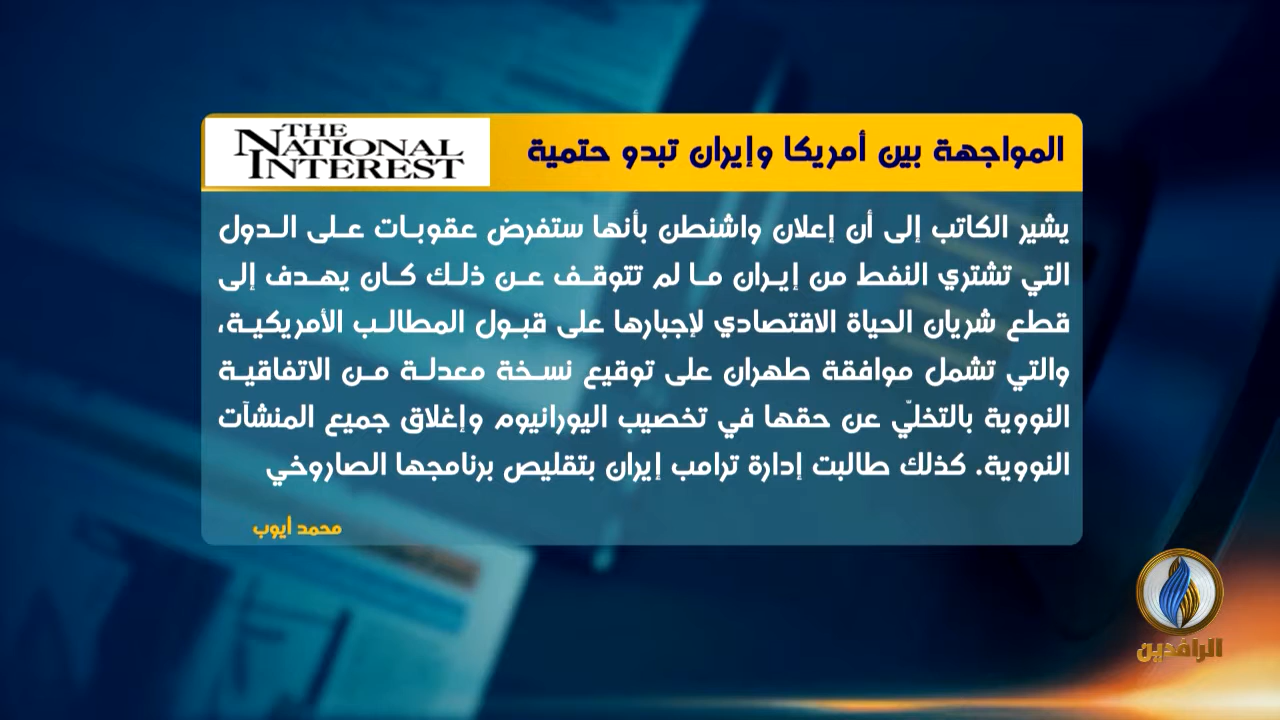 المواجهة بين أمريكا وإيران تبدو حتمية
THE
NATIONAL
INTEREST
يشير الكاتب إلى أن إعلان واشنطن بأنها ستفرض عقوبات على الدول
التي تشتري النفط من إيران ما لم تتوقف عن ذلك كان يهدف إلى
قطع شريان الحياة الاقتصادي لإجبارها على قبول المطالب الأمريكية،
والتي تشمل موافقة طهران على توقيع نسخة معدلة من الاتفاقية
النووية بالتخلّي عن حقها في تخصيب اليورانيوم وإغلاق جميع المنشآت
النووية. كذلك طالبت إدارة ترامب إيران بتقليص برنامجها الصاروخي
محمد أيوب
الرافدين